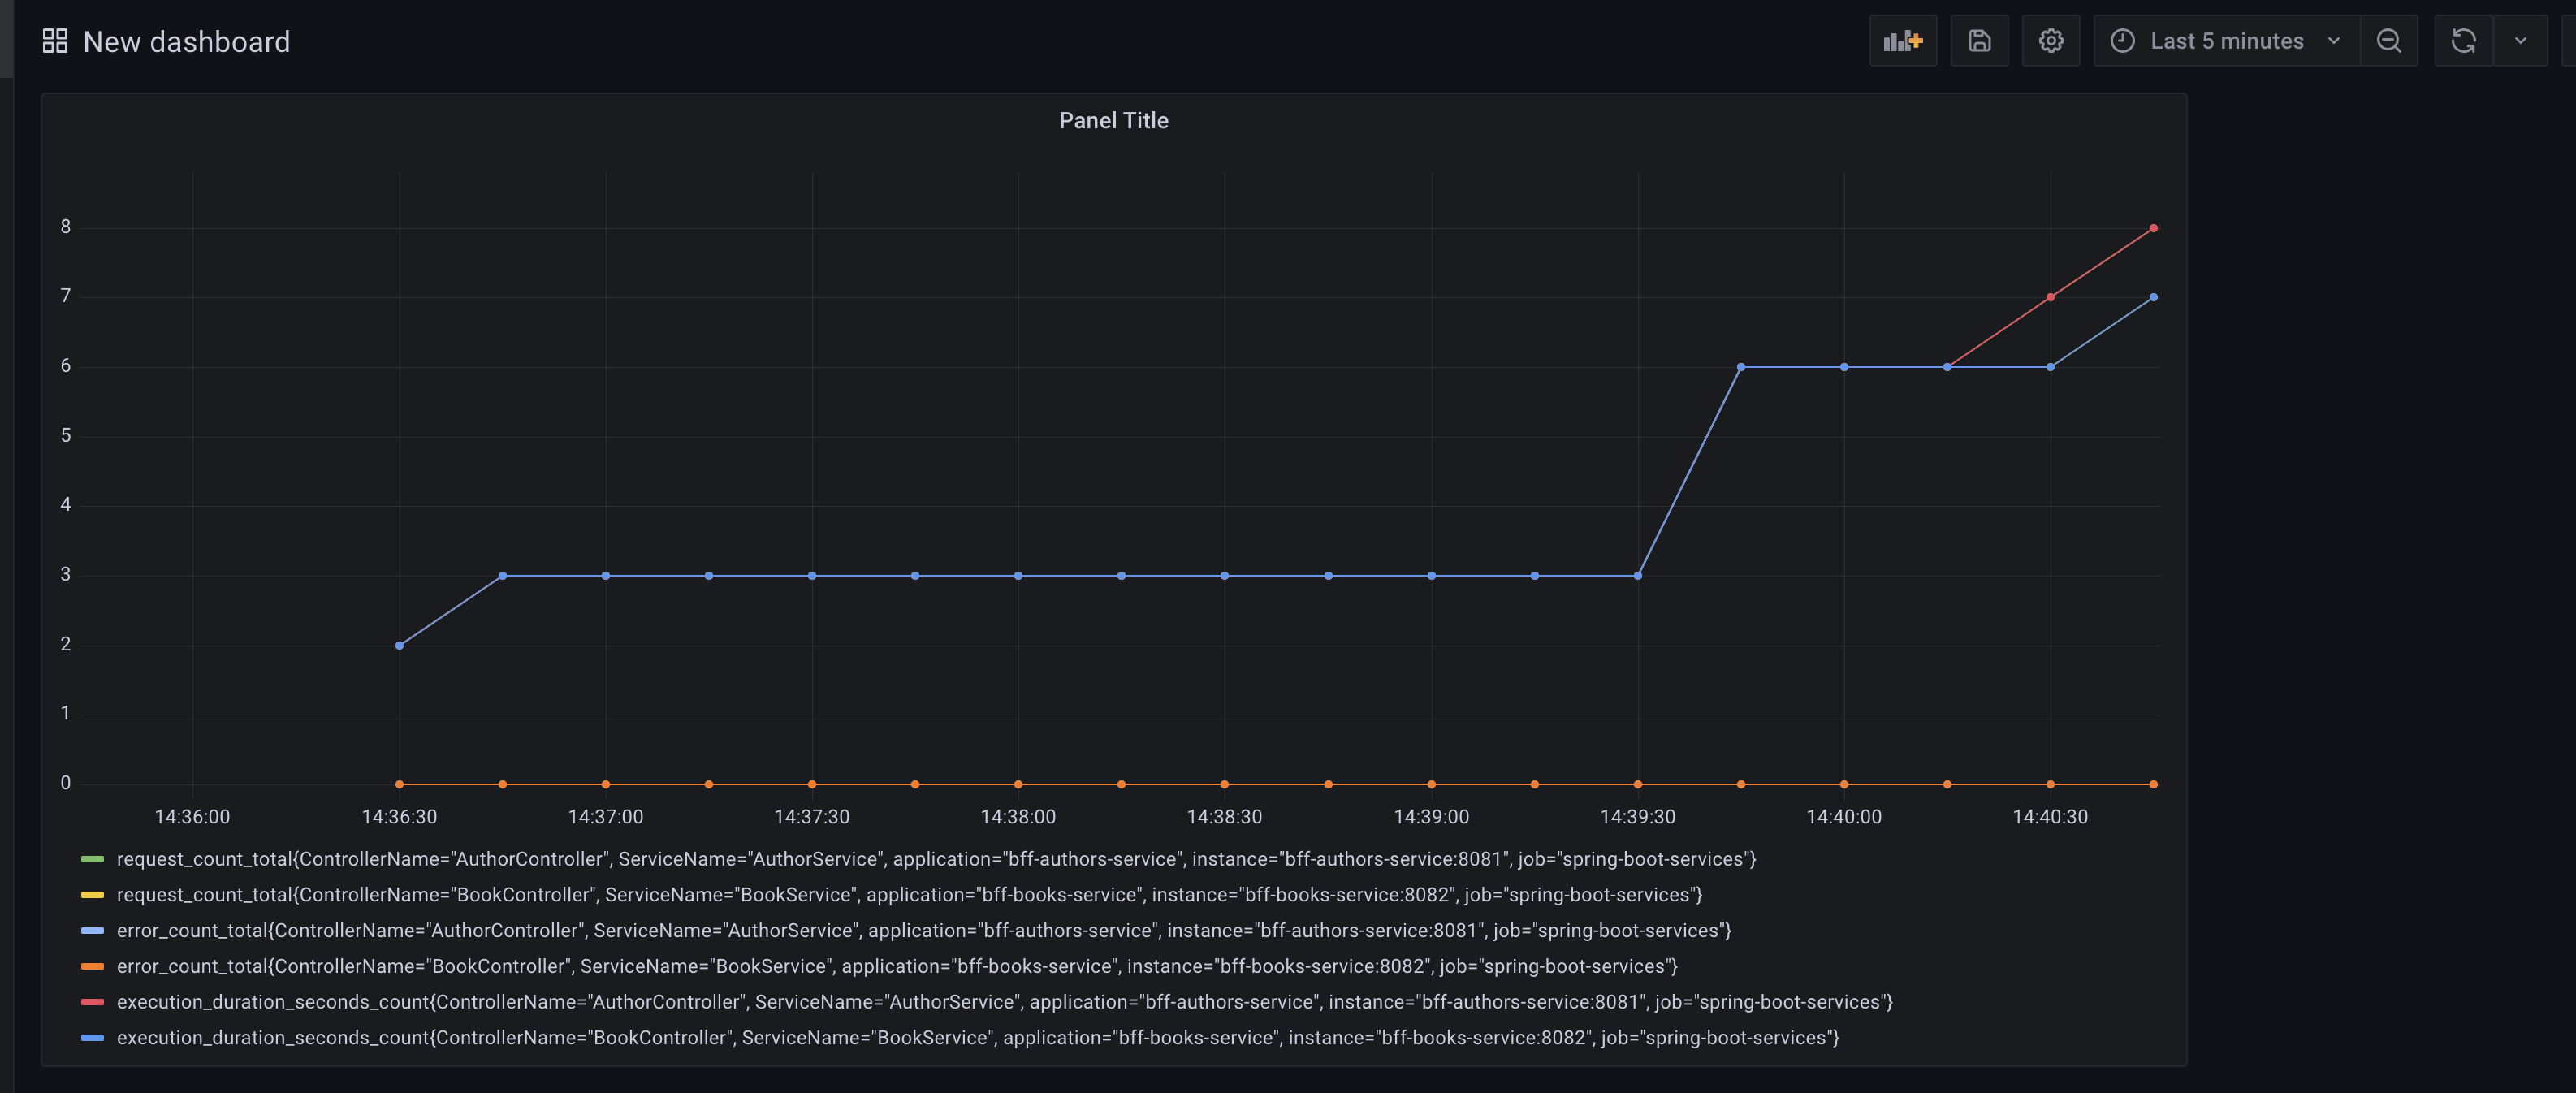 New dashboard
Last 5 minutes
Panel Title
8
7
6
5
4
3
2
1
0
14:36:00 14:36:30 14:37:00 14:37:30 14:38:00 14:38:30 14:39:00 14:39:30 14:40:00 14:40:30
request_count_total{ControllerName="AuthorController", ServiceName="AuthorService", application="bff-authors-service", instance="bff-authors-service:8081", job="spring-boot-services"}
request_count_total{ControllerName="BookController", ServiceName="BookService", application="bff-books-service", instance="bff-books-service:8082", job="spring-boot-services"}
error_count_total{ControllerName="AuthorController", ServiceName="AuthorService", application="bff-authors-service", instance="bff-authors-service:8081", job="spring-boot-services"}
error_count_total{ControllerName="BookController", ServiceName="BookService", application="bff-books-service", instance="bff-books-service:8082", job="spring-boot-services"}
execution_duration_seconds_count{ControllerName="AuthorController", ServiceName="AuthorService", application="bff-authors-service", instance="bff-authors-service:8081", job="spring-boot-services"}
execution_duration_seconds_count{ControllerName="BookController", ServiceName="BookService", application="bff-books-service", instance="bff-books-service:8082", job="spring-boot-services"}